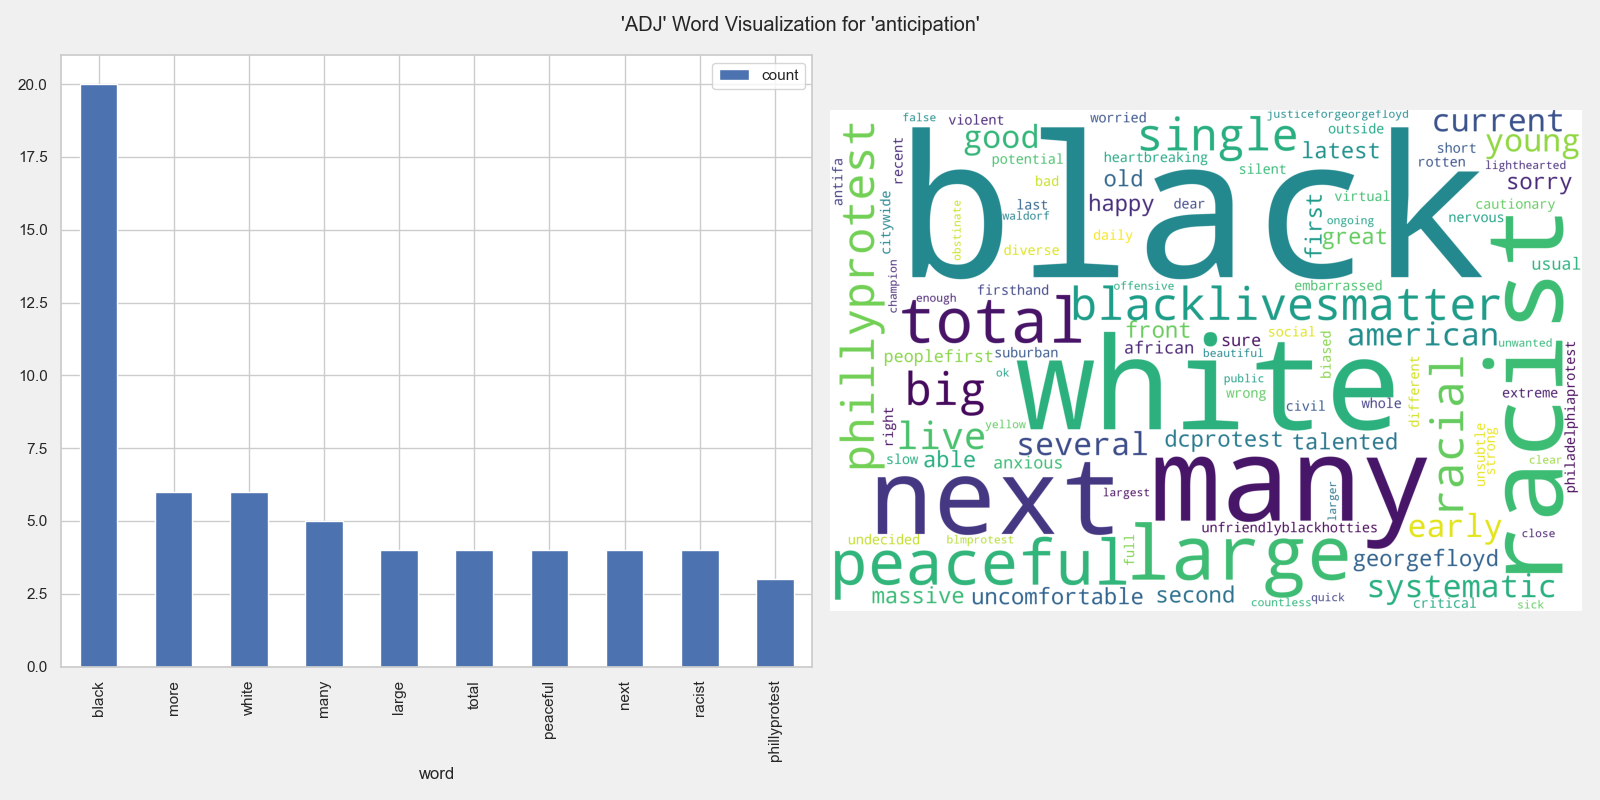 'ADJ' Word Visualization for 'anticipation'
count
20.0
17.5
15.0
12.5
10.0
7.5
5.0
2.5
0.0
black
more
white
many
large
total
peaceful
next
racist
phillyprotest
word
false
violent
worried
justiceforgeorgefloyd
current
good
single
outside
young
antifa
recent
phillyprotest
potential
heartbreaking
latest
short
rotten
lighthearted
black
bad
old
silent
sorry
citywide
obstinate
last
waldorf
happy
dear
virtual
cautionary
nervous
ongoing
first
great
diverse
daily
usual
champion
firsthand
offensive
embarrassed
enough
total
blacklivesmatter
racist
front
social
american
african
sure
unwanted
peoplefirst
suburban
beautiful
biased
white
ok
public
wrong
different
racial
philadelphiaprotest
big
extreme
civil
whole
right
live
yellow
several
dcprotest
talented
unsubtle
strong
slow
able
anxious
clear
next
many
largest
larger
unfriendlyblackhotties
early
close
undecided
blmprotest
full
peaceful
large
georgefloyd
systematic
massive
uncomfortable
second
countless
quick
critical
sick